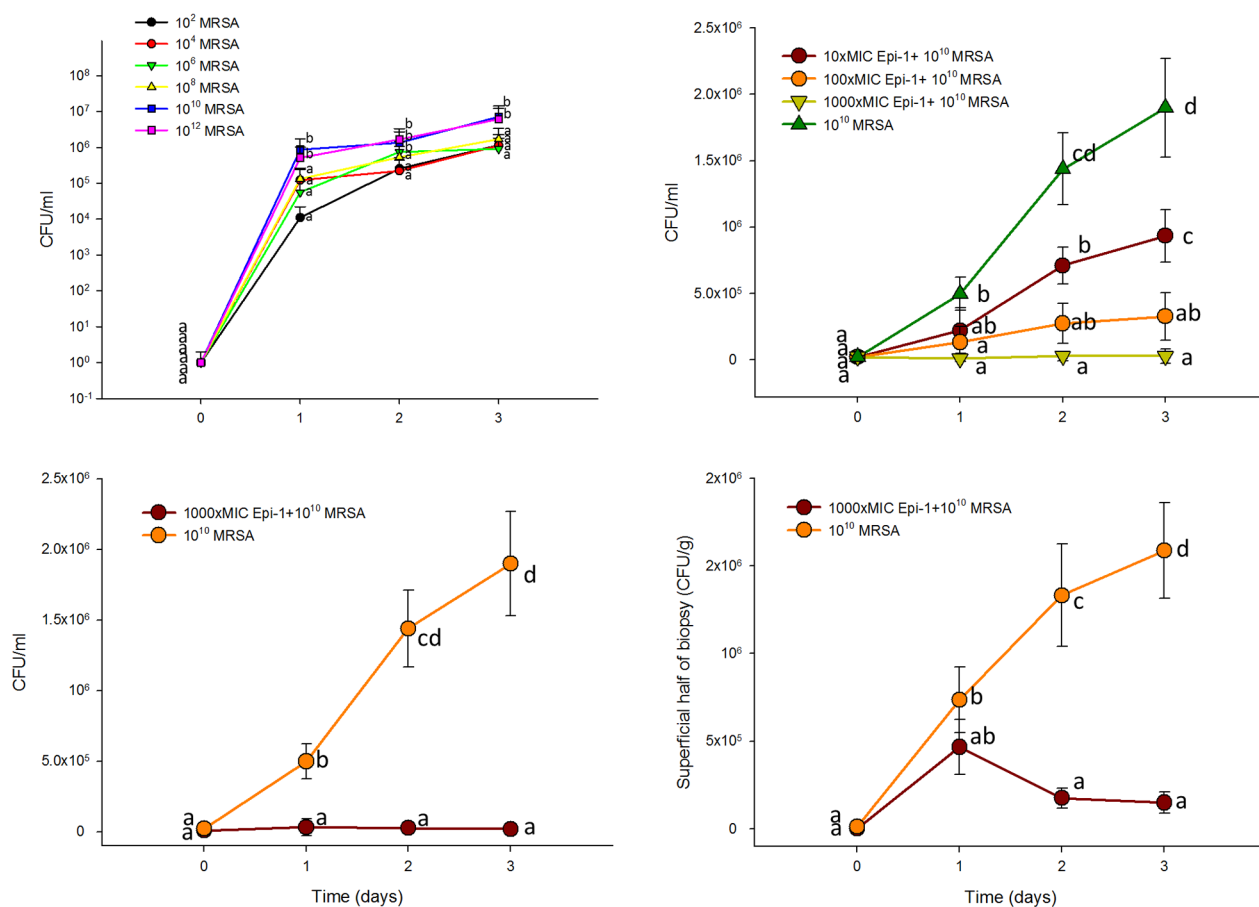 10² MRSA
10⁴ MRSA
10⁶ MRSA
10⁸ MRSA
10¹⁰ MRSA
10¹² MRSA
CFU/ml
10⁸
10⁷
10⁶
10⁵
10⁴
10³
10²
10¹
10⁰
10⁻¹
b
b
a
a
a
a
b
b
a
a
a
a
b
b
a
a
a
a
a
a
a
a
a
a
0 1 2 3
10xMIC Epi-1+ 10¹⁰ MRSA
100xMIC Epi-1+ 10¹⁰ MRSA
1000xMIC Epi-1+ 10¹⁰ MRSA
10¹⁰ MRSA
CFU/ml
2.5x10⁶
2.0x10⁶
1.5x10⁶
10⁶
5.0x10⁵
0
a
a
a
a
b
ab
a
a
cd
b
ab
a
d
c
ab
a
0 1 2 3
1000xMIC Epi-1+10¹⁰ MRSA
10¹⁰ MRSA
CFU/ml
2.5x10⁶
2.0x10⁶
1.5x10⁶
10⁶
5.0x10⁵
0
a
a
b
a
cd
a
d
a
0 1 2 3
Time (days)
1000xMIC Epi-1+10¹⁰ MRSA
10¹⁰ MRSA
Superficial half of biopsy (CFU/g)
2x10⁶
2x10⁶
10⁶
5x10⁵
0
a
a
b
ab
c
a
d
a
0 1 2 3
Time (days)